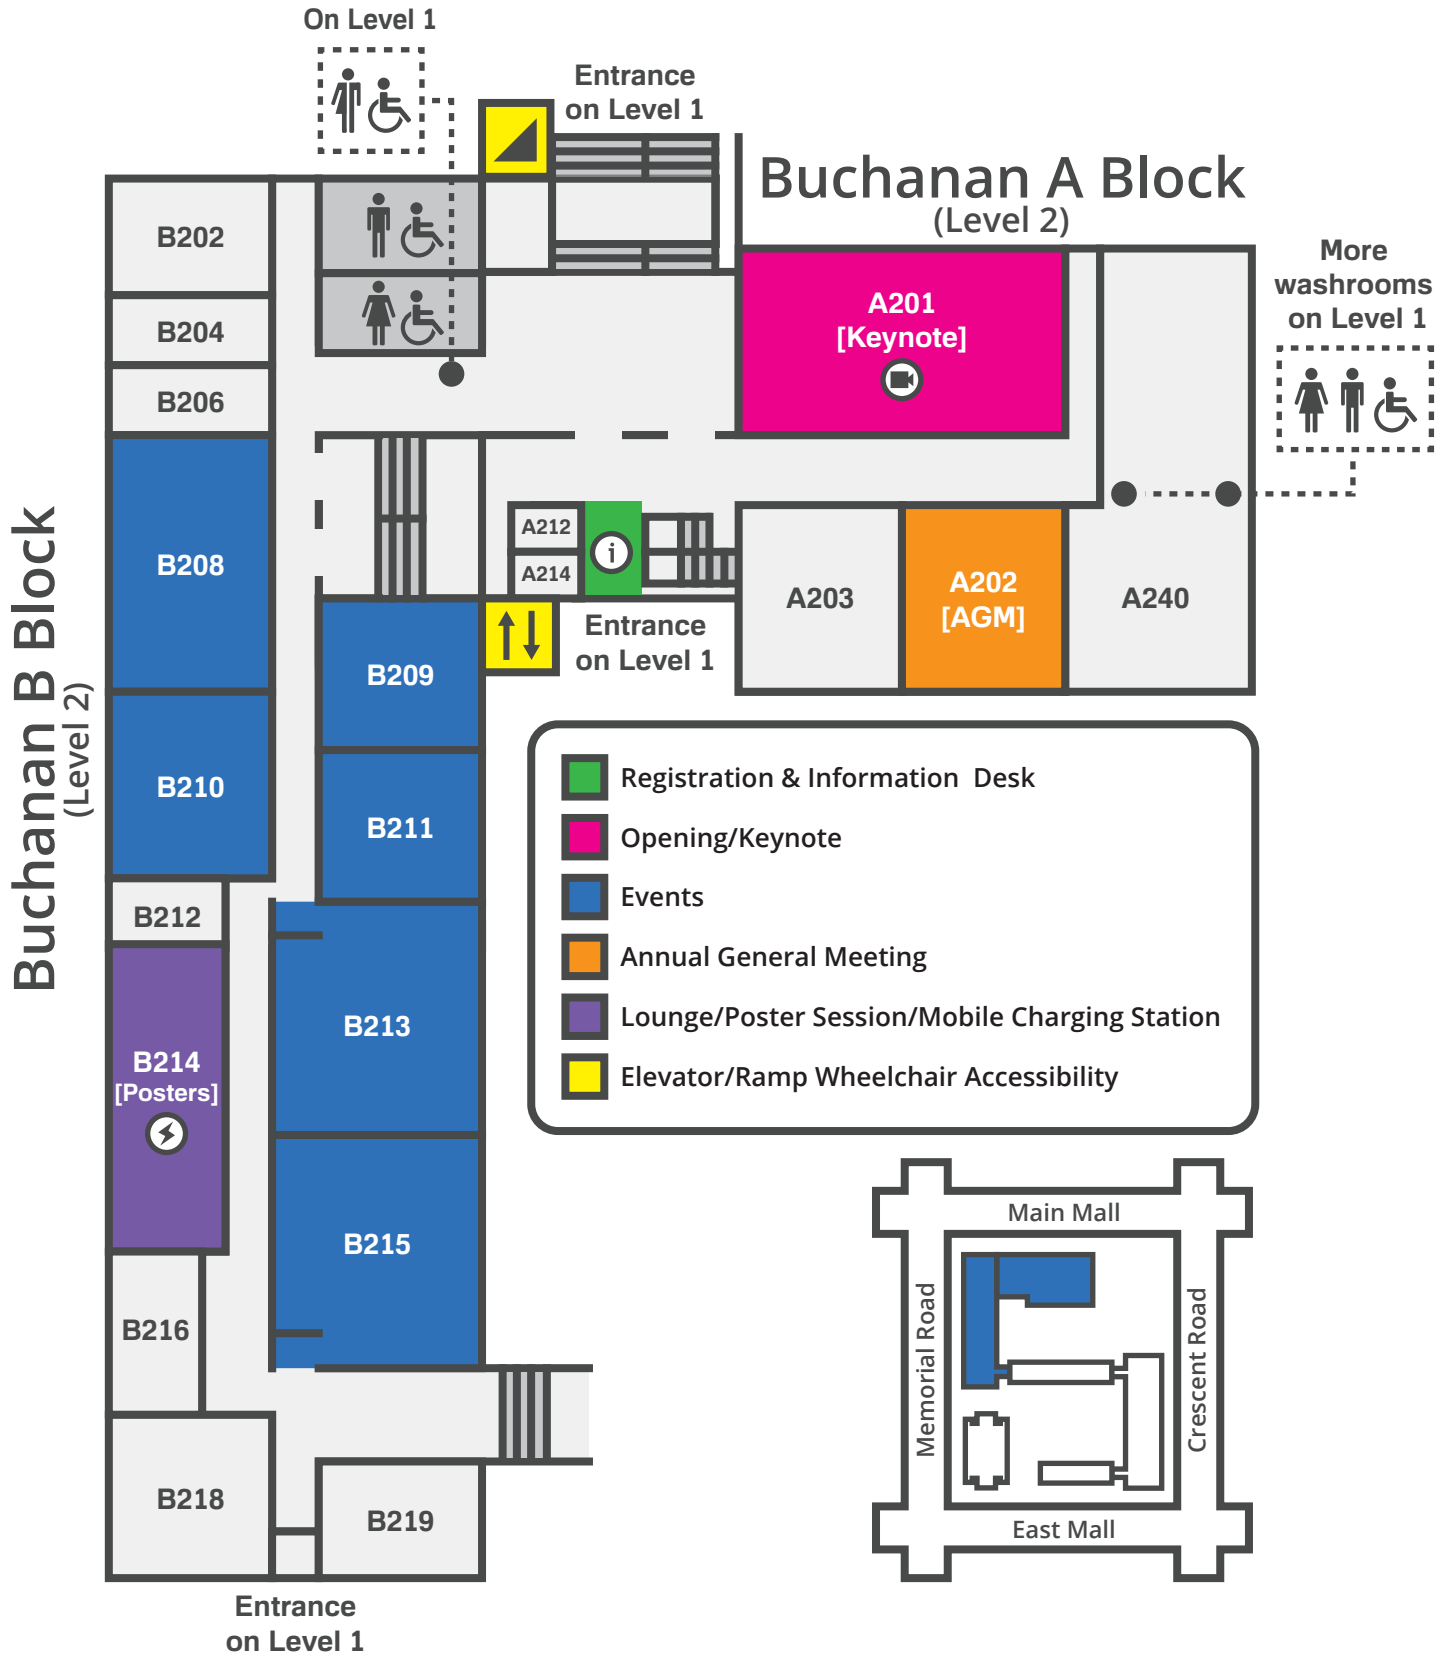 On Level 1
Entrance
on Level 1
Buchanan A Block
(Level 2)
More
washrooms
on Level 1
B202
B204
B206
A201
[Keynote]
Buchanan B Block
(Level 2)
B208
A212
A214
i
A203
A202
[AGM]
A240
Entrance
on Level 1
B209
B210
B211
B212
B213
B214
[Posters]
B215
B216
B218
B219
Entrance
on Level 1
Registration & Information Desk
Opening/Keynote
Events
Annual General Meeting
Lounge/Poster Session/Mobile Charging Station
Elevator/Ramp Wheelchair Accessibility
Main Mall
Memorial Road
Crescent Road
East Mall